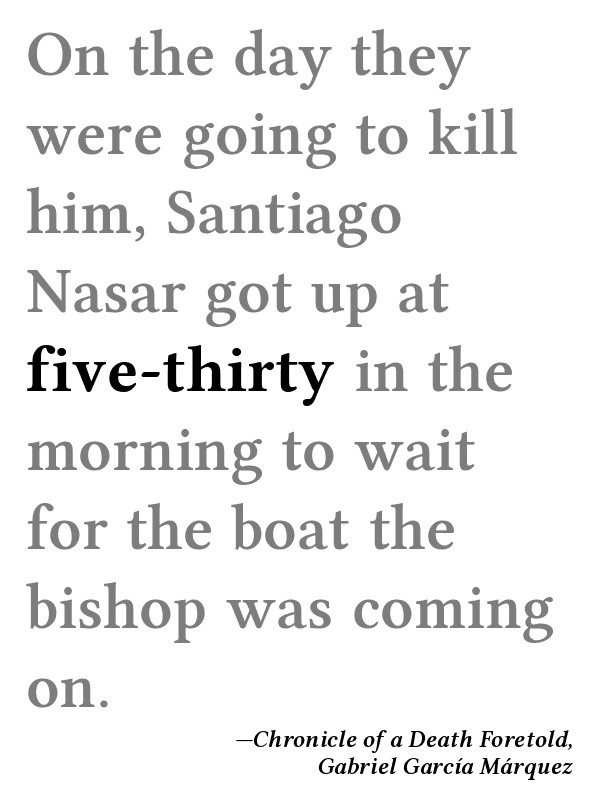 On the day they
were going to kill
him, Santiago
Nasar got up at
five-thirty in the
morning to wait
for the boat the
bishop was coming
on.
—Chronicle of a Death Foretold,
Gabriel García Márquez